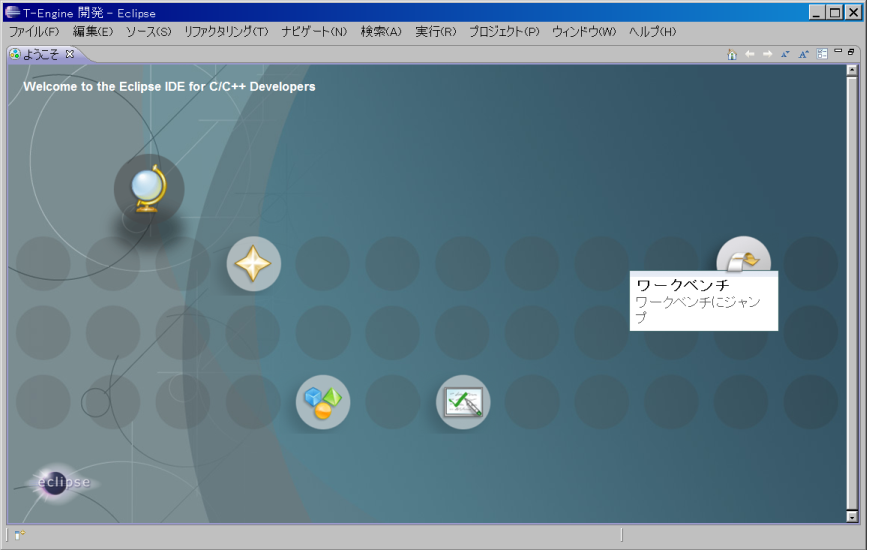 T-Engine 開発 - Eclipse
ファイル(F) 編集(E) ソース(S) リファクタリング(T) ナビゲート(N) 検索(A) 実行(R) プロジェクト(P) ウィンドウ(W) ヘルプ(H)
ようこそ
Welcome to the Eclipse IDE for C/C++ Developers
ワークベンチ
ワークベンチにジャン
プ
eclipse